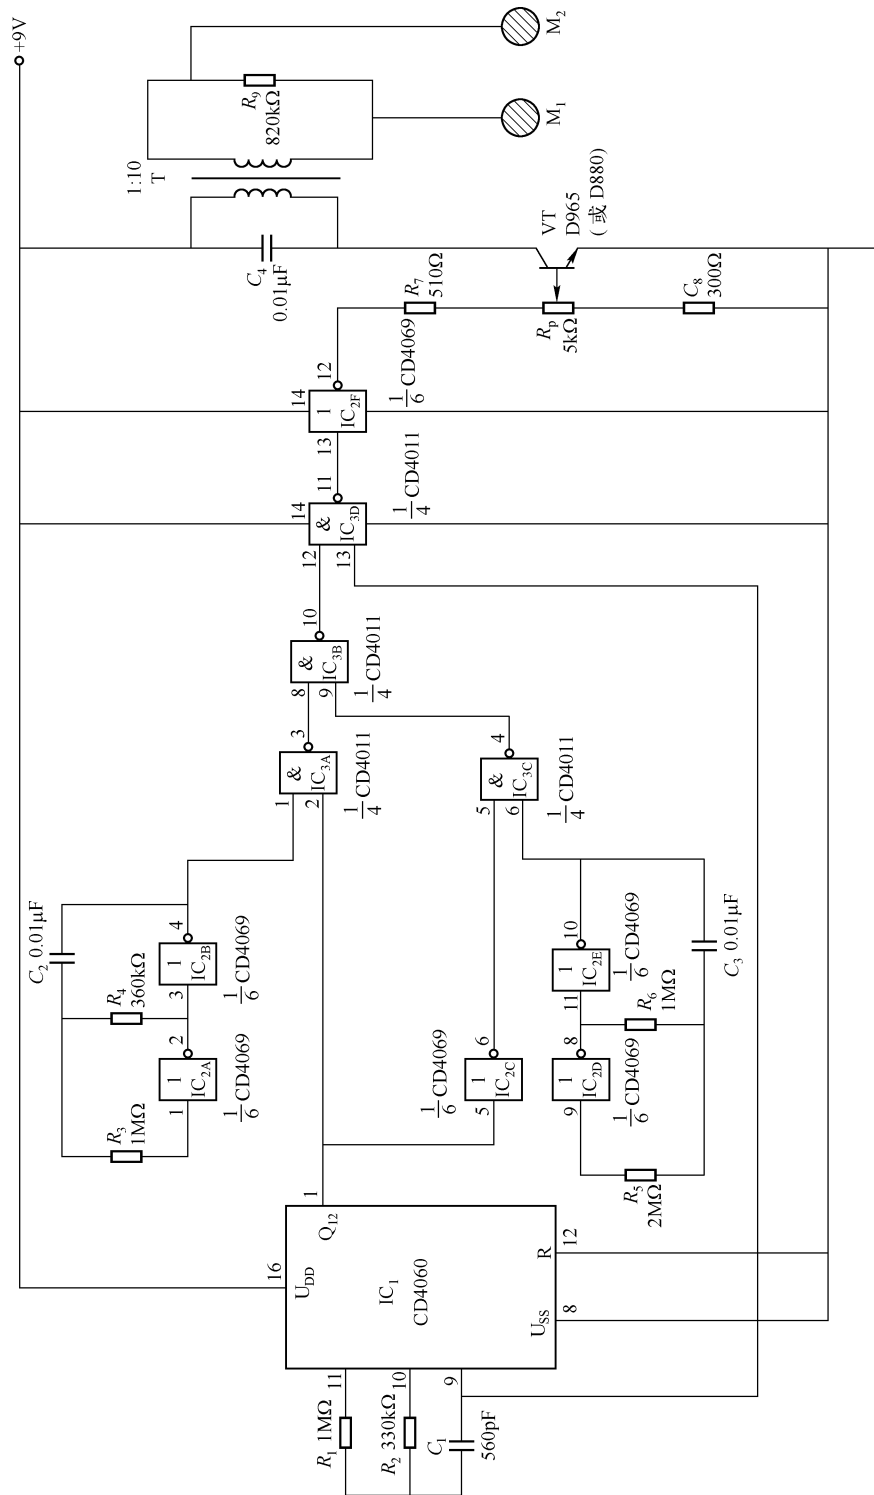 +9V
M₂
R₉
820kΩ
M₁
1:10
T
C₄
0.01μF
VT
D965
(或 D880)
R₇
510Ω
Rₚ
5kΩ
C₈
300Ω
12
14
1
IC₂F
13
1/6 CD4069
11
14
&
IC₃D
12
13
1/4 CD4011
10
&
IC₃B
8
9
1/4 CD4011
3
&
IC₃A
1
2
1/4 CD4011
4
&
IC₃C
5
6
1/4 CD4011
C₂ 0.01μF
R₄
360kΩ
4
1
IC₂B
3
1/6 CD4069
R₃
1MΩ
2
1
IC₂A
1
1/6 CD4069
6
1
IC₂C
5
1/6 CD4069
10
1
IC₂E
11
1/6 CD4069
8
1
IC₂D
9
1/6 CD4069
R₆
1MΩ
C₃ 0.01μF
R₅
2MΩ
1
Q₁₂
16
U_DD
IC₁
CD4060
R
12
U_SS
8
11
10
9
R₁ 1MΩ
R₂ 330kΩ
C₁
560pF